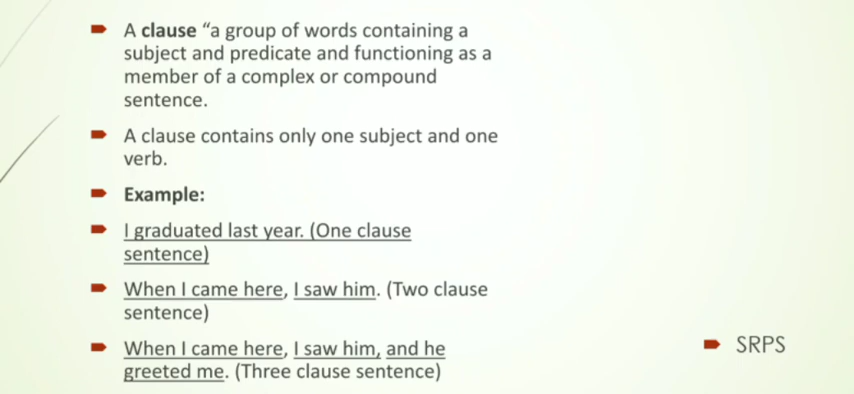 A clause “a group of words containing a
subject and predicate and functioning as a
member of a complex or compound
sentence.
A clause contains only one subject and one
verb.
Example:
I graduated last year. (One clause
sentence)
When I came here, I saw him. (Two clause
sentence)
When I came here, I saw him, and he
greeted me. (Three clause sentence)
SRPS